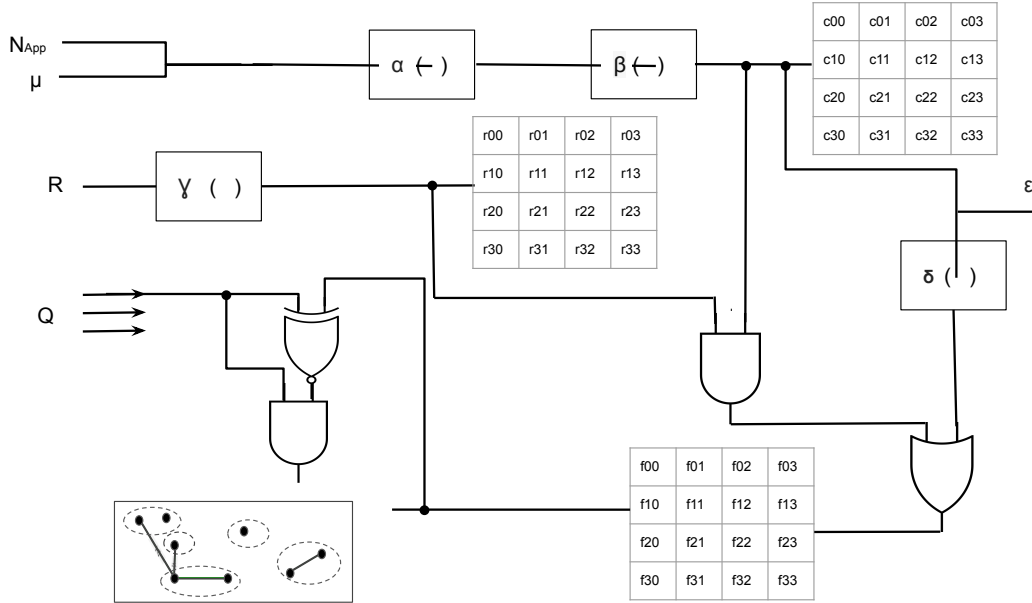 N App
μ
α ( )
β ( )
c00 c01 c02 c03
c10 c11 c12 c13
c20 c21 c22 c23
c30 c31 c32 c33
R
γ ( )
r00 r01 r02 r03
r10 r11 r12 r13
r20 r21 r22 r23
r30 r31 r32 r33
ε
δ ( )
Q
f00 f01 f02 f03
f10 f11 f12 f13
f20 f21 f22 f23
f30 f31 f32 f33